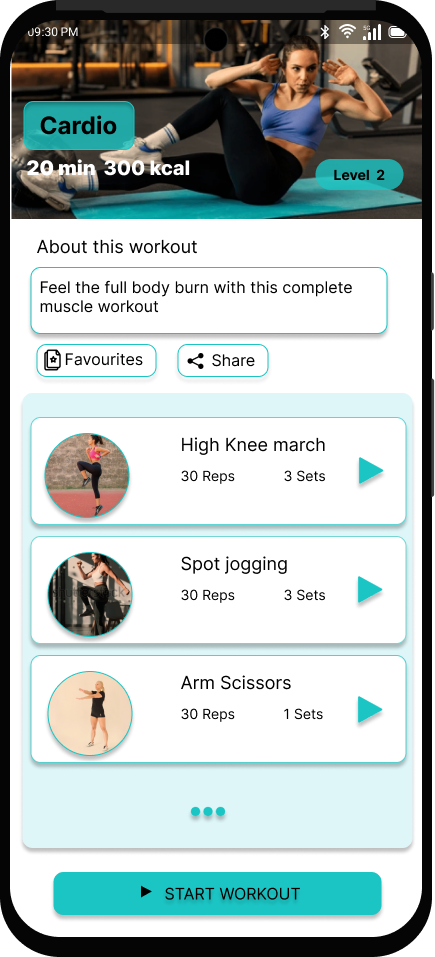 09:30 PM
Cardio
20 min 300 kcal
Level 2
About this workout
Feel the full body burn with this complete
muscle workout
Favourites
Share
High Knee march
30 Reps 3 Sets
Spot jogging
30 Reps 3 Sets
Arm Scissors
30 Reps 1 Sets
START WORKOUT